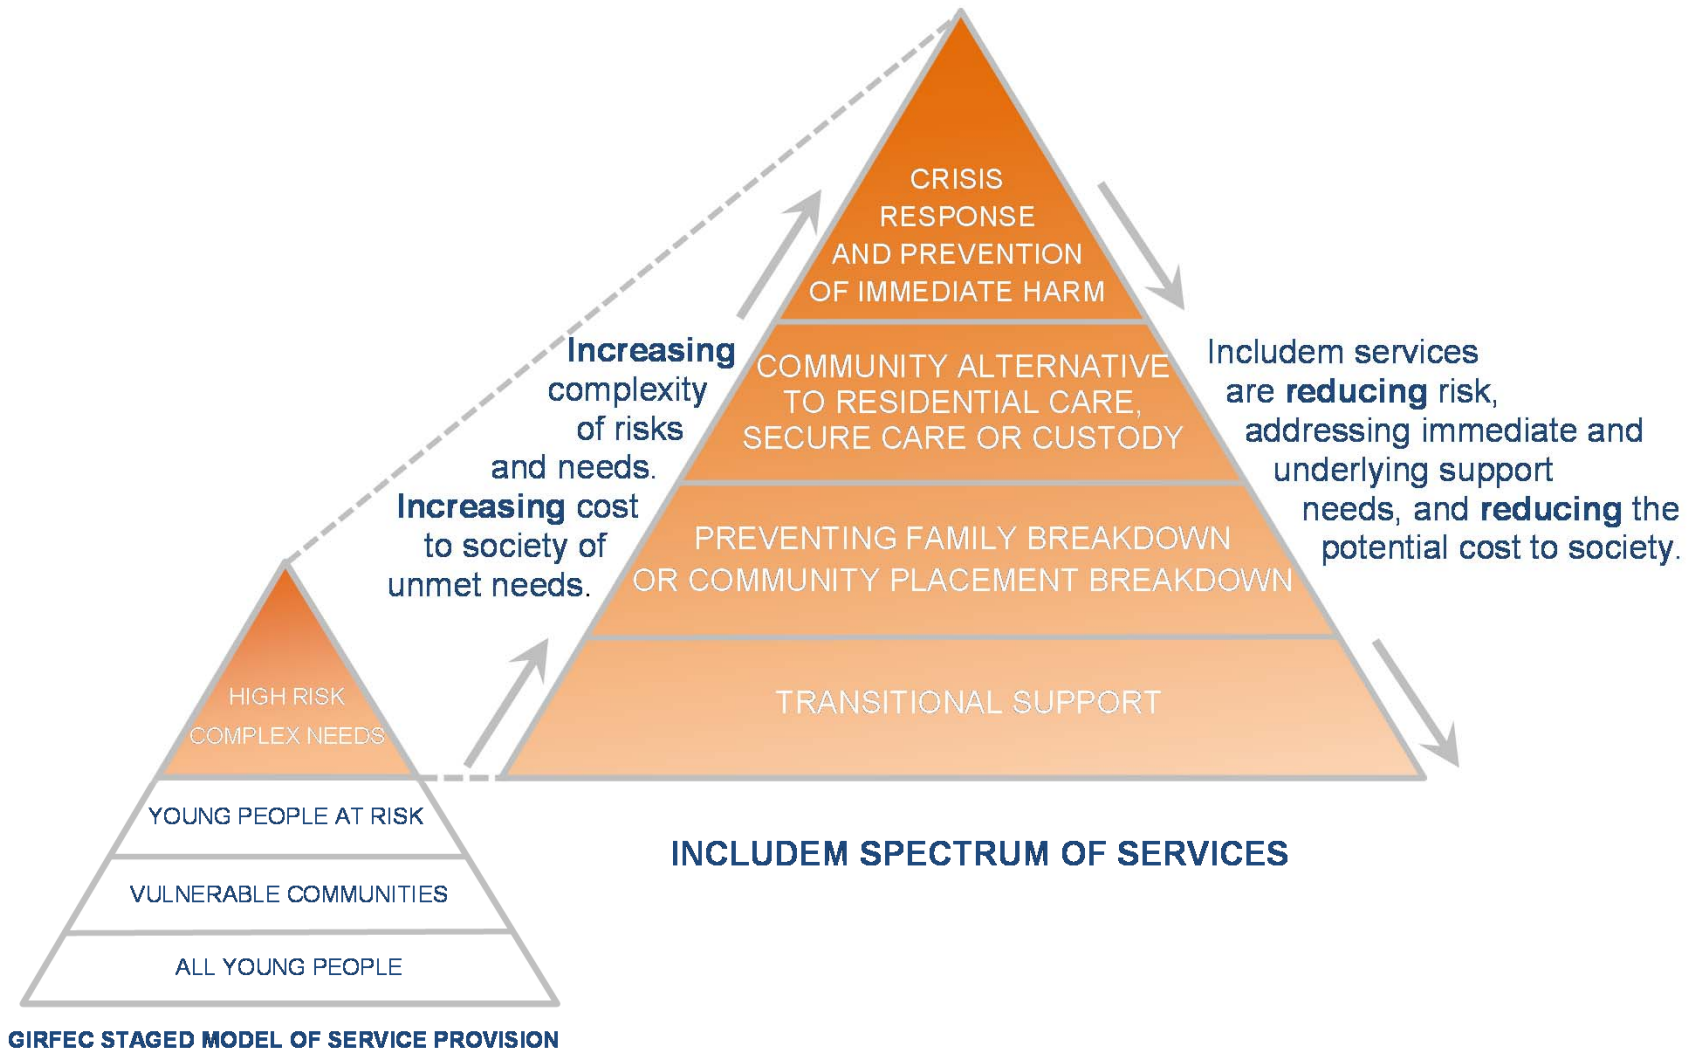 CRISIS
RESPONSE
AND PREVENTION
OF IMMEDIATE HARM
COMMUNITY ALTERNATIVE
TO RESIDENTIAL CARE,
SECURE CARE OR CUSTODY
PREVENTING FAMILY BREAKDOWN
OR COMMUNITY PLACEMENT BREAKDOWN
TRANSITIONAL SUPPORT
Increasing
complexity
of risks
and needs.
Increasing cost
to society of
unmet needs.
Includem services
are reducing risk,
addressing immediate and
underlying support
needs, and reducing the
potential cost to society.
HIGH RISK
COMPLEX NEEDS
YOUNG PEOPLE AT RISK
VULNERABLE COMMUNITIES
ALL YOUNG PEOPLE
INCLUDEM SPECTRUM OF SERVICES
GIRFEC STAGED MODEL OF SERVICE PROVISION